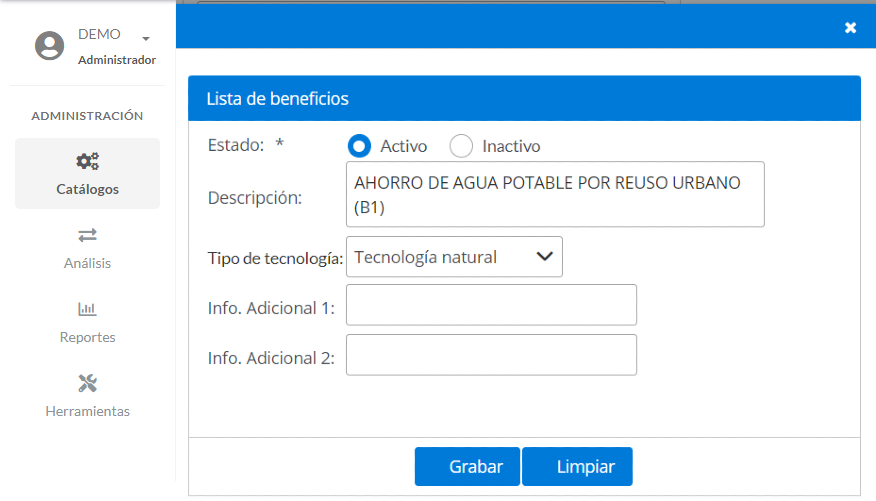 DEMO
Administrador
ADMINISTRACIÓN
Catálogos
Análisis
Reportes
Herramientas
Lista de beneficios
Estado: * Activo Inactivo
Descripción: AHORRO DE AGUA POTABLE POR REUSO URBANO
(B1)
Tipo de tecnología: Tecnología natural
Info. Adicional 1:
Info. Adicional 2:
Grabar Limpiar